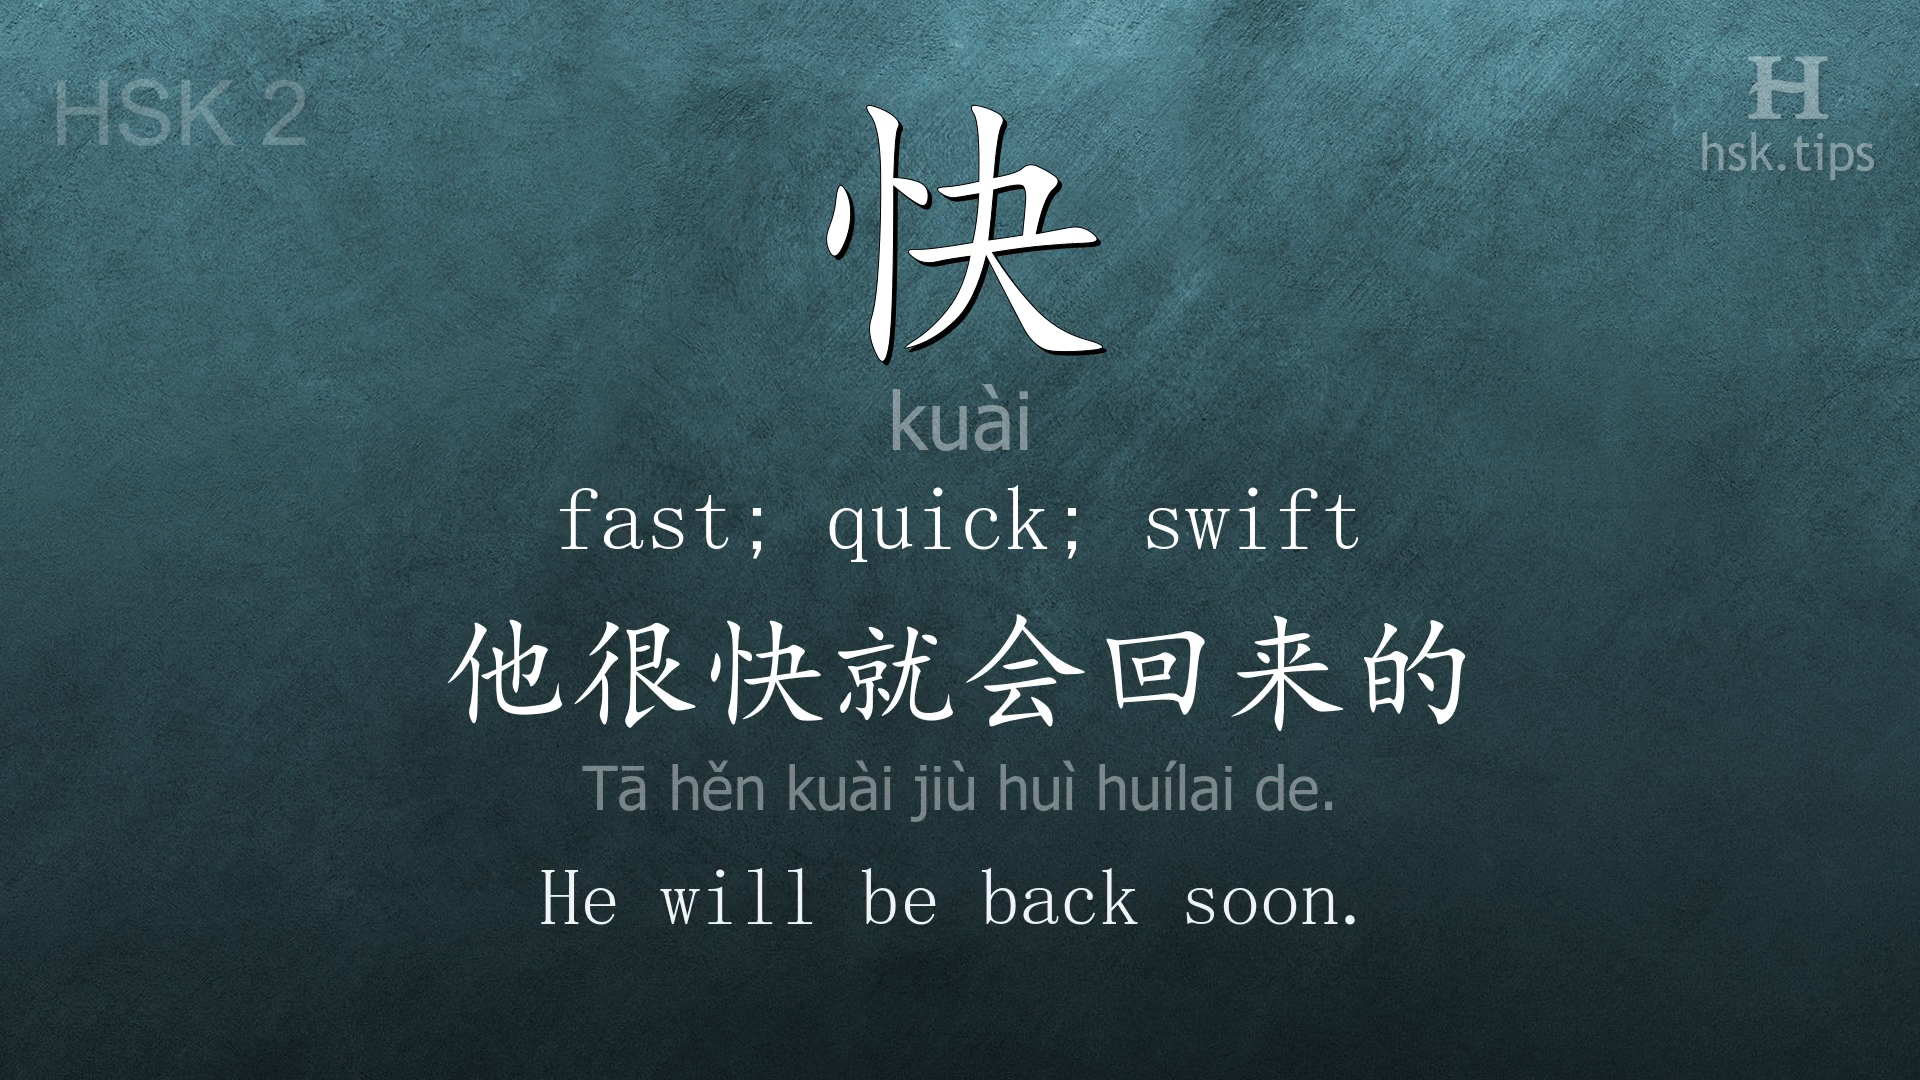 HSK 2
H
hsk.tips
快
kuài
fast; quick; swift
他很快就会回来的
Tā hěn kuài jiù huì huílai de.
He will be back soon.